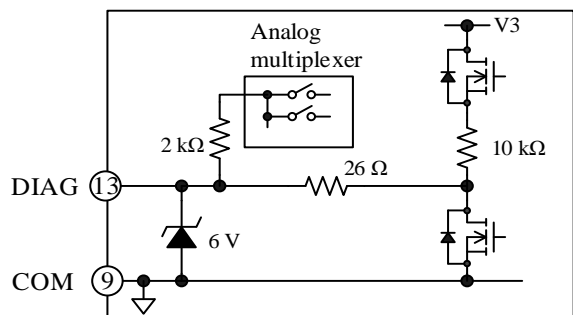 V3
Analog
multiplexer
2 kΩ
10 kΩ
26 Ω
DIAG 13
6 V
COM 9